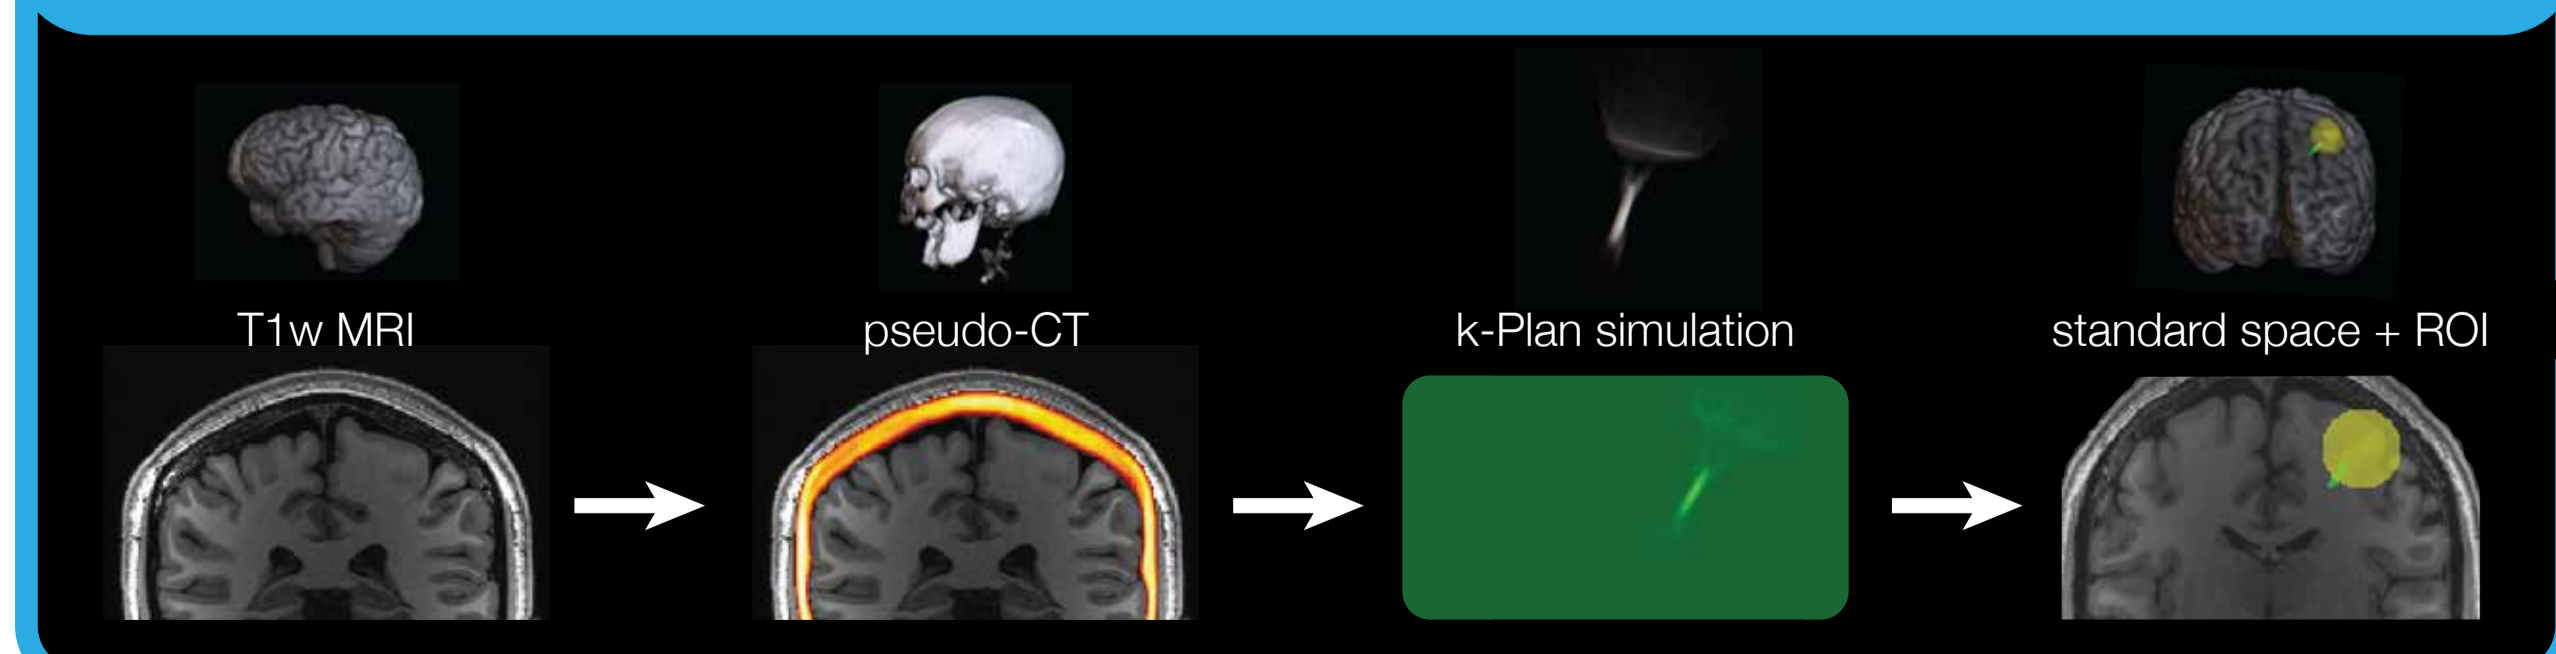 T1w MRI
pseudo-CT
k-Plan simulation
standard space + ROI